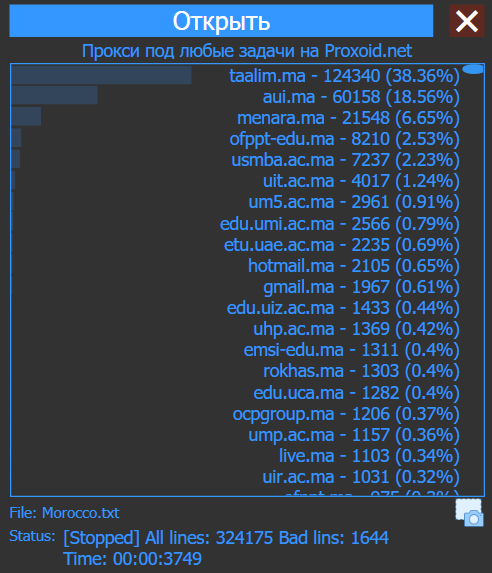 Открыть
Прокси под любые задачи на Proxoid.net
taalim.ma - 124340 (38.36%)
aui.ma - 60158 (18.56%)
menara.ma - 21548 (6.65%)
ofppt-edu.ma - 8210 (2.53%)
usmba.ac.ma - 7237 (2.23%)
uit.ac.ma - 4017 (1.24%)
um5.ac.ma - 2961 (0.91%)
edu.umi.ac.ma - 2566 (0.79%)
etu.uae.ac.ma - 2235 (0.69%)
hotmail.ma - 2105 (0.65%)
gmail.ma - 1967 (0.61%)
edu.uiz.ac.ma - 1433 (0.44%)
uhp.ac.ma - 1369 (0.42%)
emsi-edu.ma - 1311 (0.4%)
rokhas.ma - 1303 (0.4%)
edu.uca.ma - 1282 (0.4%)
ocpgroup.ma - 1206 (0.37%)
ump.ac.ma - 1157 (0.36%)
live.ma - 1103 (0.34%)
uir.ac.ma - 1031 (0.32%)
File: Morocco.txt
Status: [Stopped] All lines: 324175 Bad lins: 1644
Time: 00:00:3749